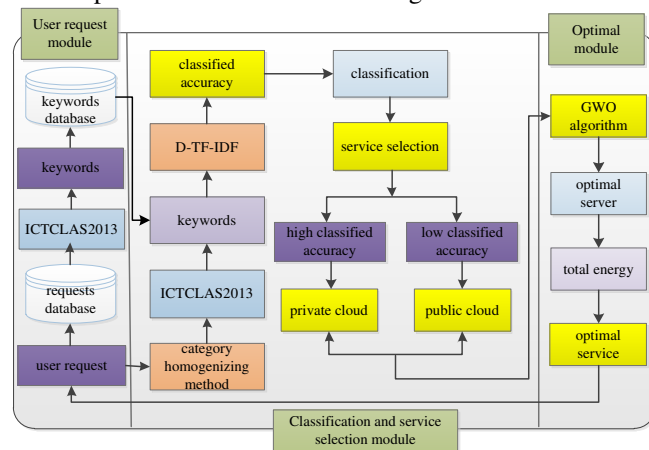 User request
module
Optimal
module
keywords
database
keywords
ICTCLAS2013
requests
database
user request
classified
accuracy
D-TF-IDF
keywords
ICTCLAS2013
category
homogenizing
method
classification
service selection
high classified
accuracy
low classified
accuracy
private cloud
public cloud
GWO
algorithm
optimal
server
total energy
optimal
service
Classification and service
selection module